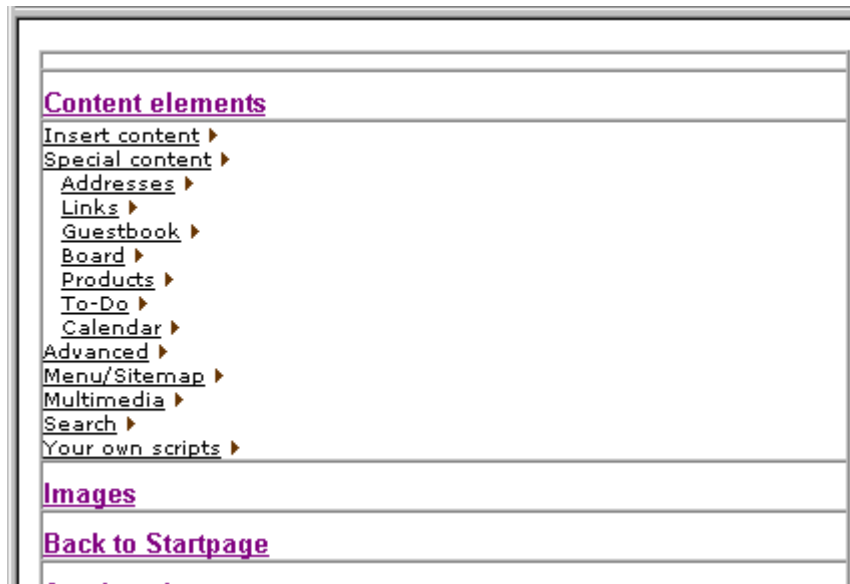 Content elements
Insert content
Special content
Addresses
Links
Guestbook
Board
Products
To-Do
Calendar
Advanced
Menu/Sitemap
Multimedia
Search
Your own scripts
Images
Back to Startpage